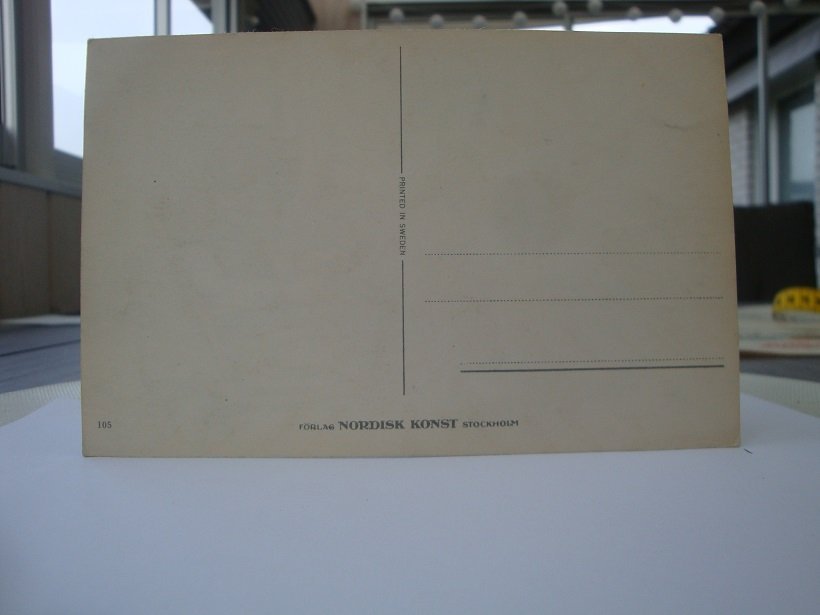 PRINTED IN SWEDEN
105
FÖRLAG NORDISK KONST STOCKHOLM